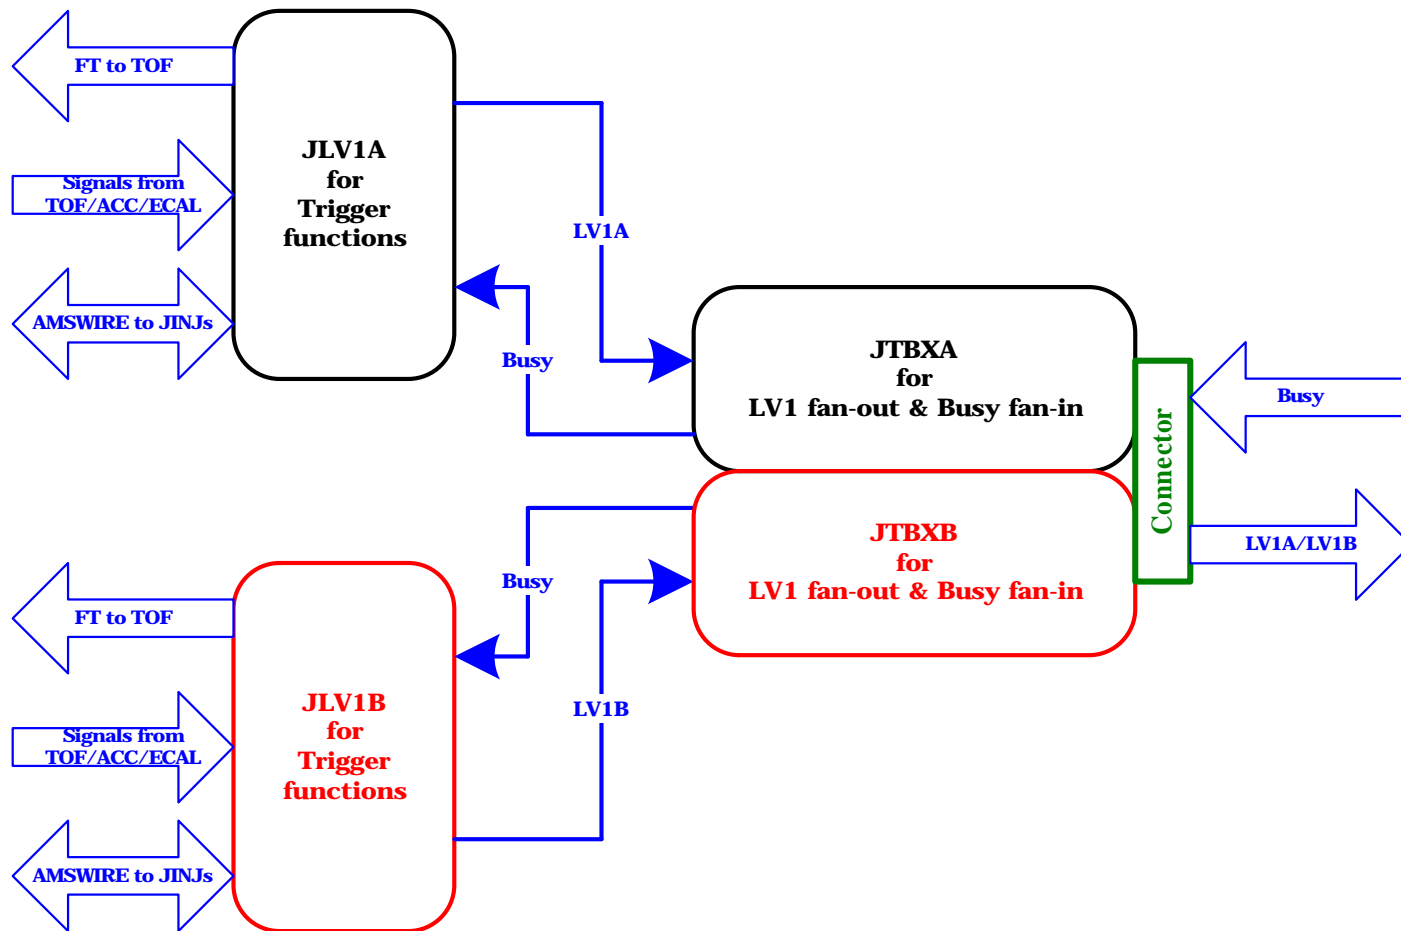 FT to TOF
Signals from
TOF/ACC/ECAL
AMSWIRE to JINJs
JLV1A
for
Trigger
functions
LV1A
Busy
JTBXA
for
LV1 fan-out & Busy fan-in
Connector
Busy
LV1A/LV1B
JTBXB
for
LV1 fan-out & Busy fan-in
Busy
LV1B
FT to TOF
Signals from
TOF/ACC/ECAL
AMSWIRE to JINJs
JLV1B
for
Trigger
functions